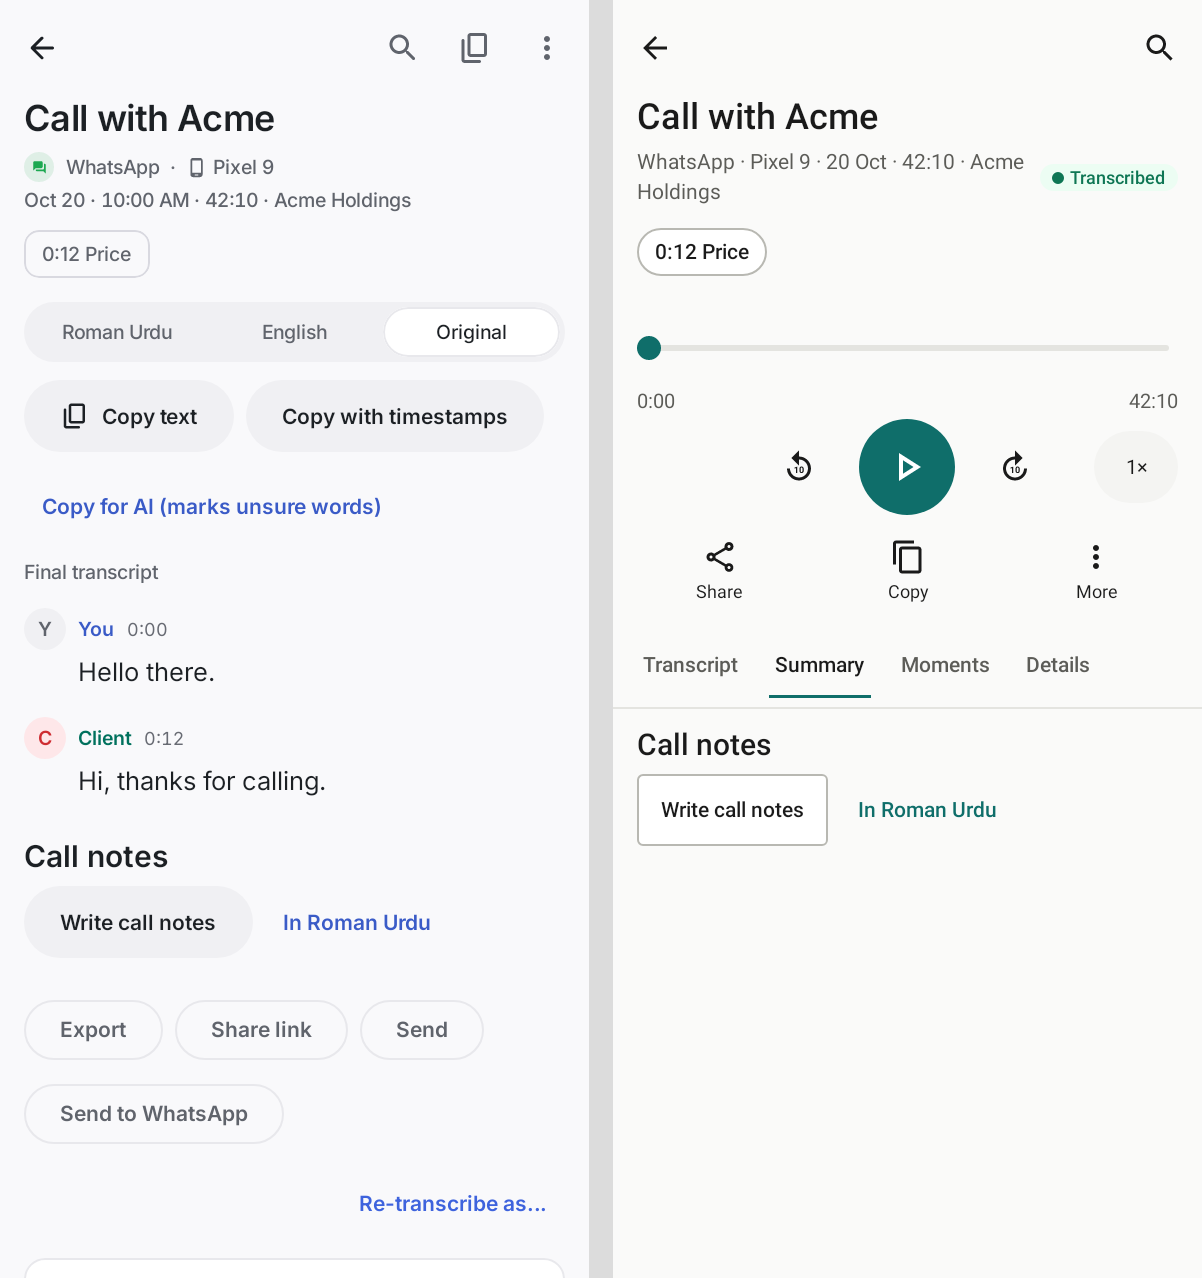 Call with Acme
WhatsApp · Pixel 9
Oct 20 · 10:00 AM · 42:10 · Acme Holdings
0:12 Price
Roman Urdu English Original
Copy text Copy with timestamps
Copy for AI (marks unsure words)
Final transcript
Y You 0:00
Hello there.
C Client 0:12
Hi, thanks for calling.
Call notes
Write call notes In Roman Urdu
Export Share link Send
Send to WhatsApp
Re-transcribe as...
Call with Acme
WhatsApp · Pixel 9 · 20 Oct · 42:10 · Acme
Holdings
Transcribed
0:12 Price
0:00 42:10
10 10 1×
Share Copy More
Transcript Summary Moments Details
Call notes
Write call notes In Roman Urdu